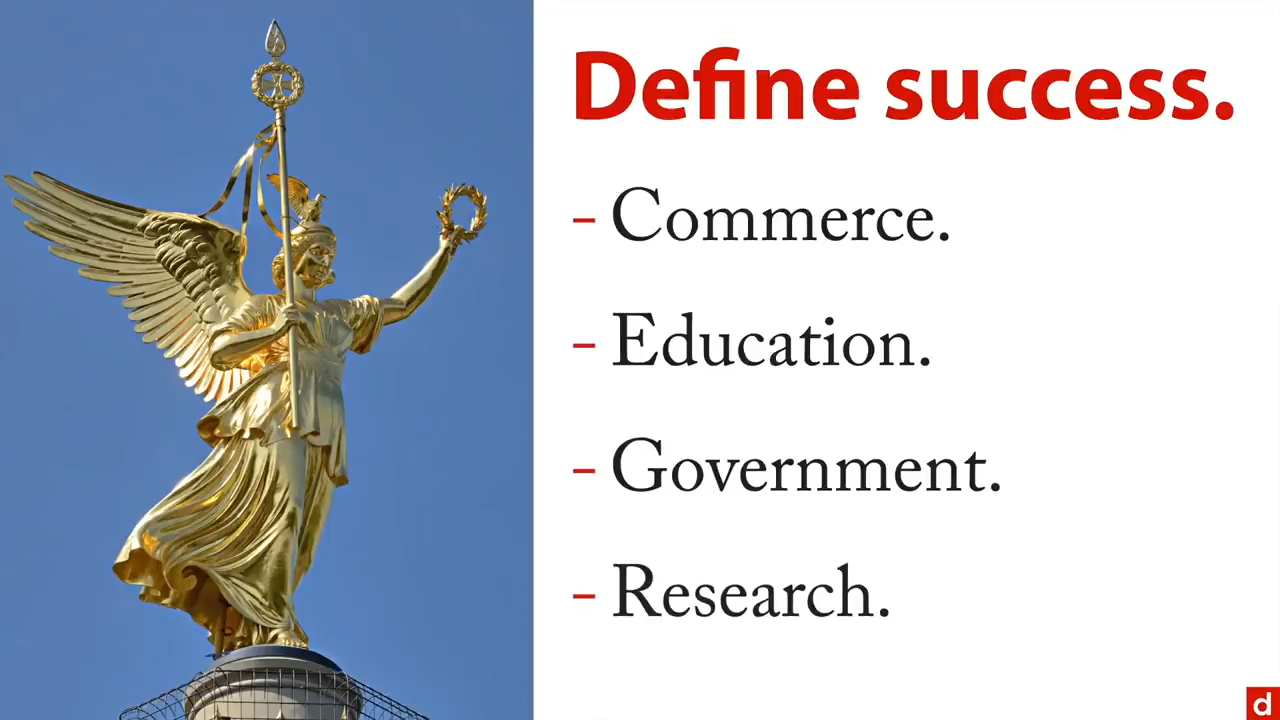 Define success.
– Commerce.
– Education.
– Government.
– Research.
d